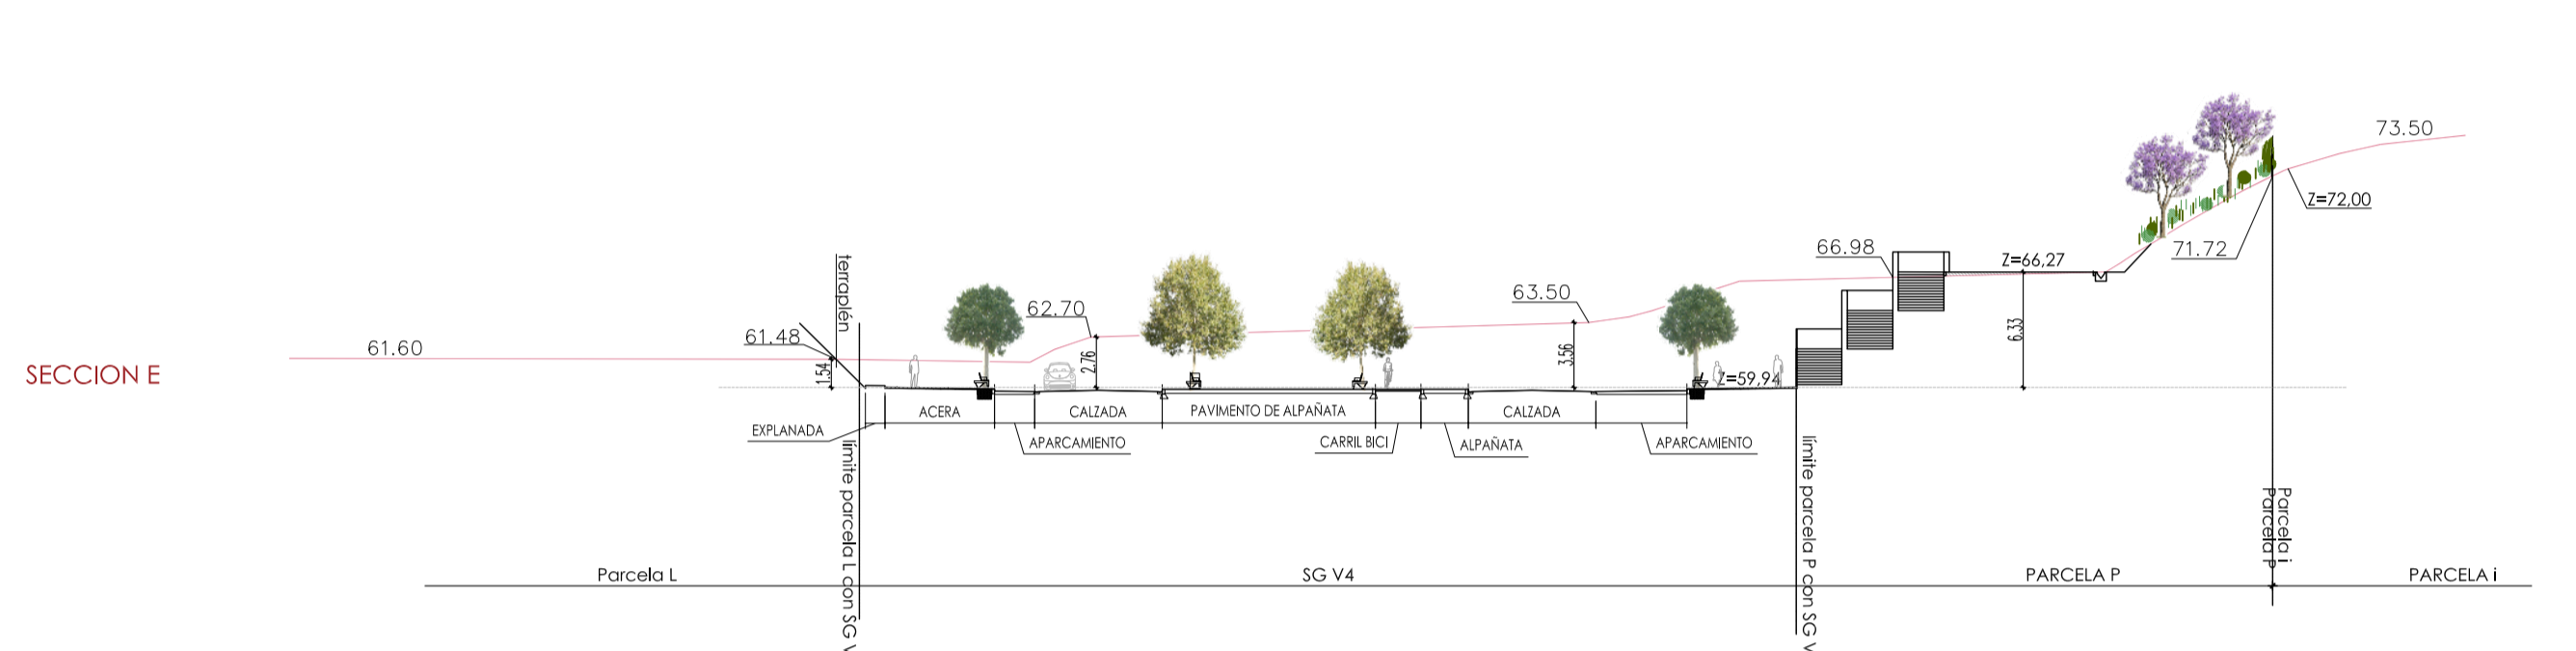 73.50
Z=72,00
71.72
66.98
Z=66,27
terraplén
63.50
62.70
61.48
61.60
SECCION E
1.54
2.76
3.56
6.33
Z=59,94
ACERA
CALZADA
PAVIMENTO DE ALPAÑATA
CALZADA
EXPLANADA
APARCAMIENTO
CARRIL BICI
ALPAÑATA
APARCAMIENTO
límite parcela L con SG V
límite parcela P con SG V
Parcela i
Parcela P
Parcela L
SG V4
PARCELA P
PARCELA i